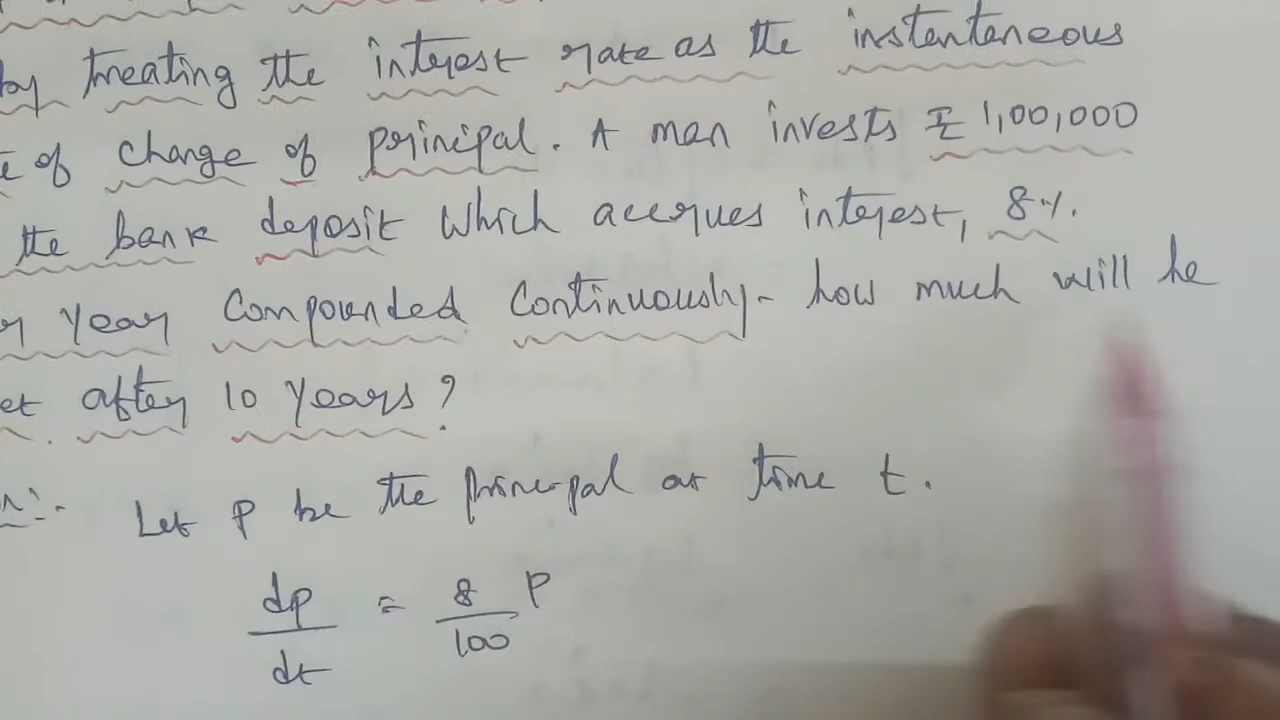 by treating the interest rate as the instenteneous
of change of principal. A man invests ₹ 1,00,000
the bank deposit which accrues interest, 8%.
year compounded continuously - how much will he
et after 10 years?
Let P be the principal at time t.
dp/dt = 8/100 P